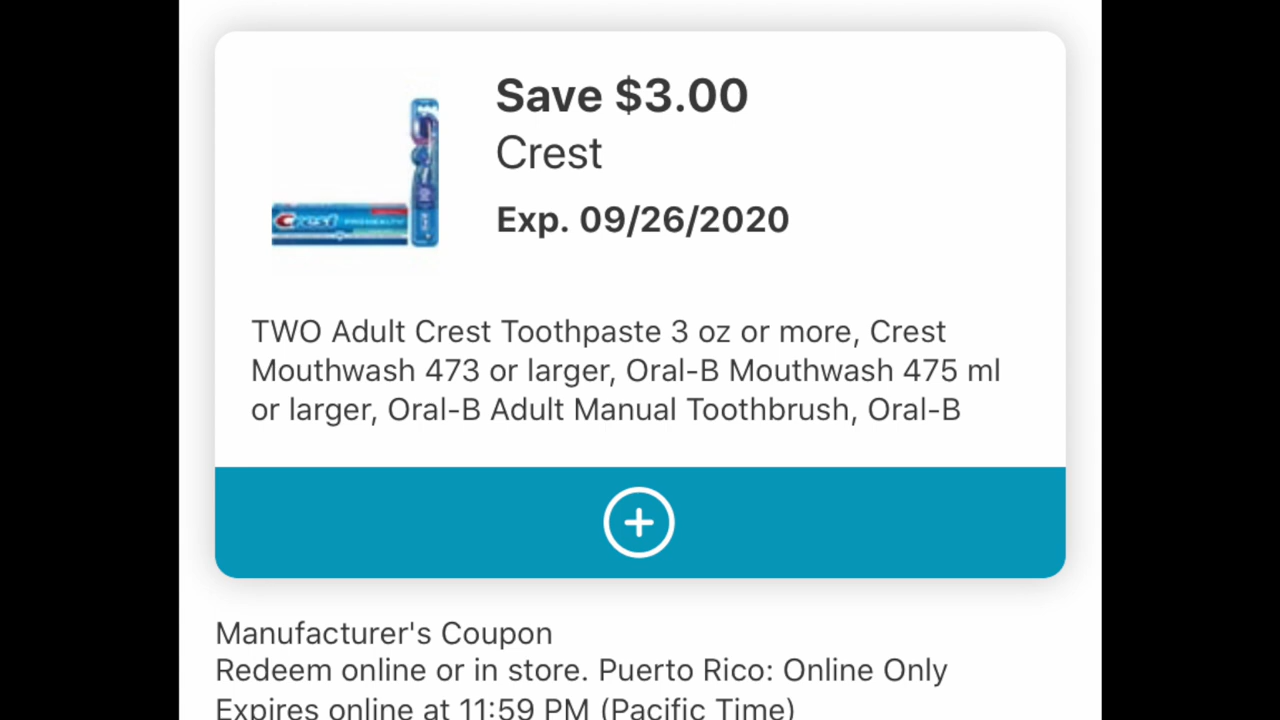 Save $3.00
Crest
Exp. 09/26/2020
Crest
TWO Adult Crest Toothpaste 3 oz or more, Crest
Mouthwash 473 or larger, Oral-B Mouthwash 475 ml
or larger, Oral-B Adult Manual Toothbrush, Oral-B
Manufacturer's Coupon
Redeem online or in store. Puerto Rico: Online Only
Expires online at 11:59 PM (Pacific Time)